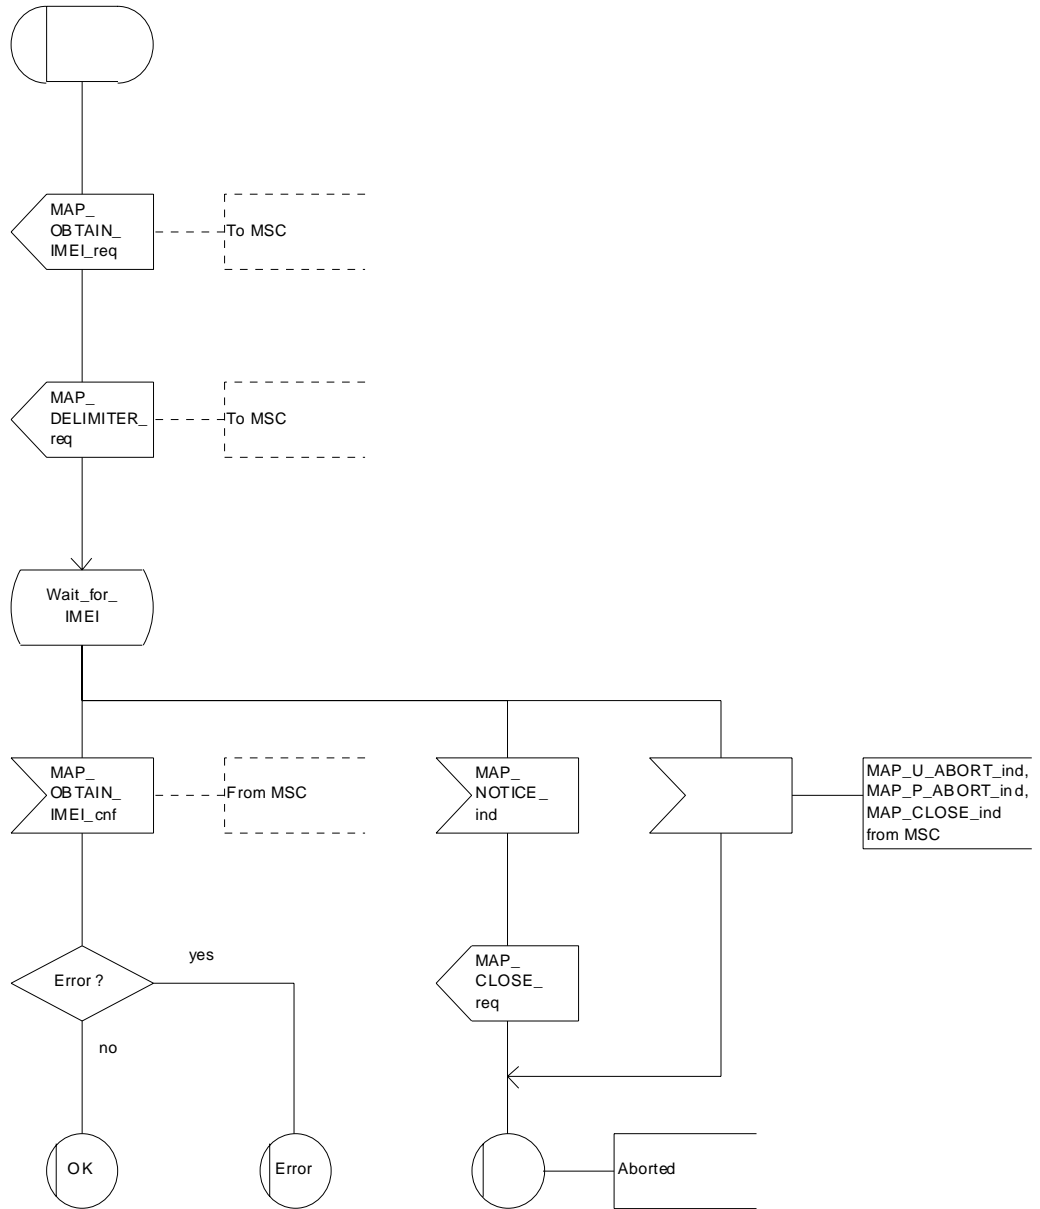 MAP_
OBTAIN_
IMEI_req
To MSC
MAP_
DELIMITER_
req
To MSC
Wait_for_
IMEI
MAP_
OBTAIN_
IMEI_cnf
From MSC
MAP_
NOTICE_
ind
MAP_U_ABORT_ind,
MAP_P_ABORT_ind,
MAP_CLOSE_ind
from MSC
Error ?
yes
no
MAP_
CLOSE_
req
OK
Error
Aborted